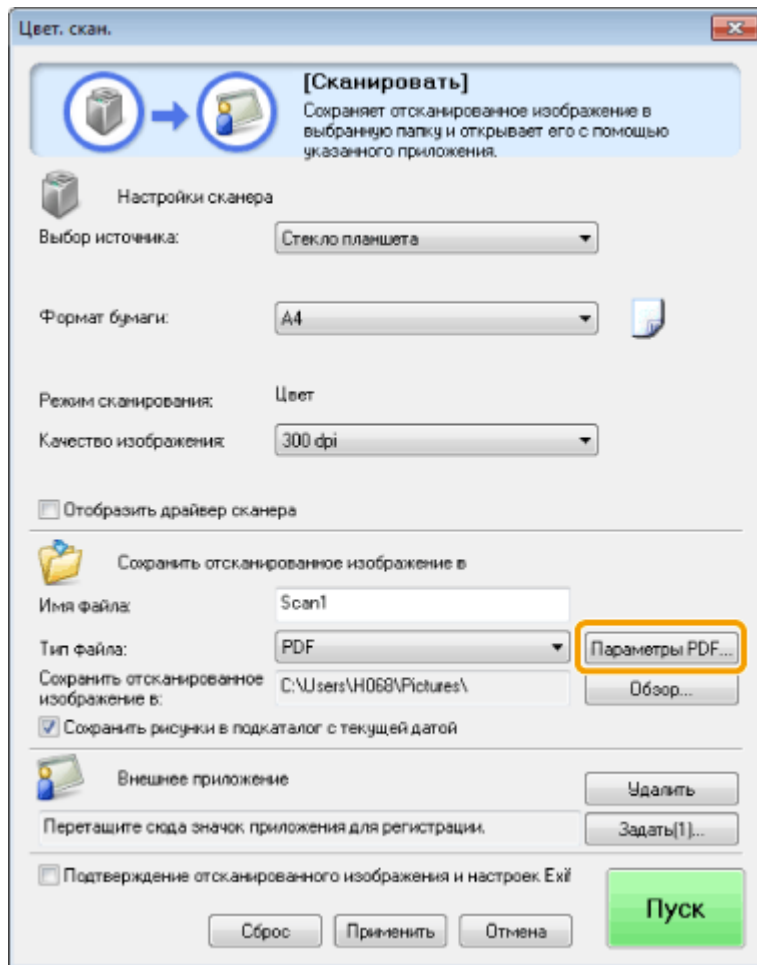 Цвет. скан.
[Сканировать]
Сохраняет отсканированное изображение в
выбранную папку и открывает его с помощью
указанного приложения.
Настройки сканера
Выбор источника: Стекло планшета
Формат бумаги: A4
Режим сканирования: Цвет
Качество изображения: 300 dpi
Отобразить драйвер сканера
Сохранить отсканированное изображение в
Имя файла: Scan1
Тип файла: PDF Параметры PDF...
Сохранить отсканированное
изображение в: C:\Users\H068\Pictures\ Обзор...
Сохранить рисунки в подкаталог с текущей датой
Внешнее приложение
Удалить
Перетащите сюда значок приложения для регистрации. Задать(1)...
Подтверждение отсканированного изображения и настроек Exif
Пуск
Сброс Применить Отмена